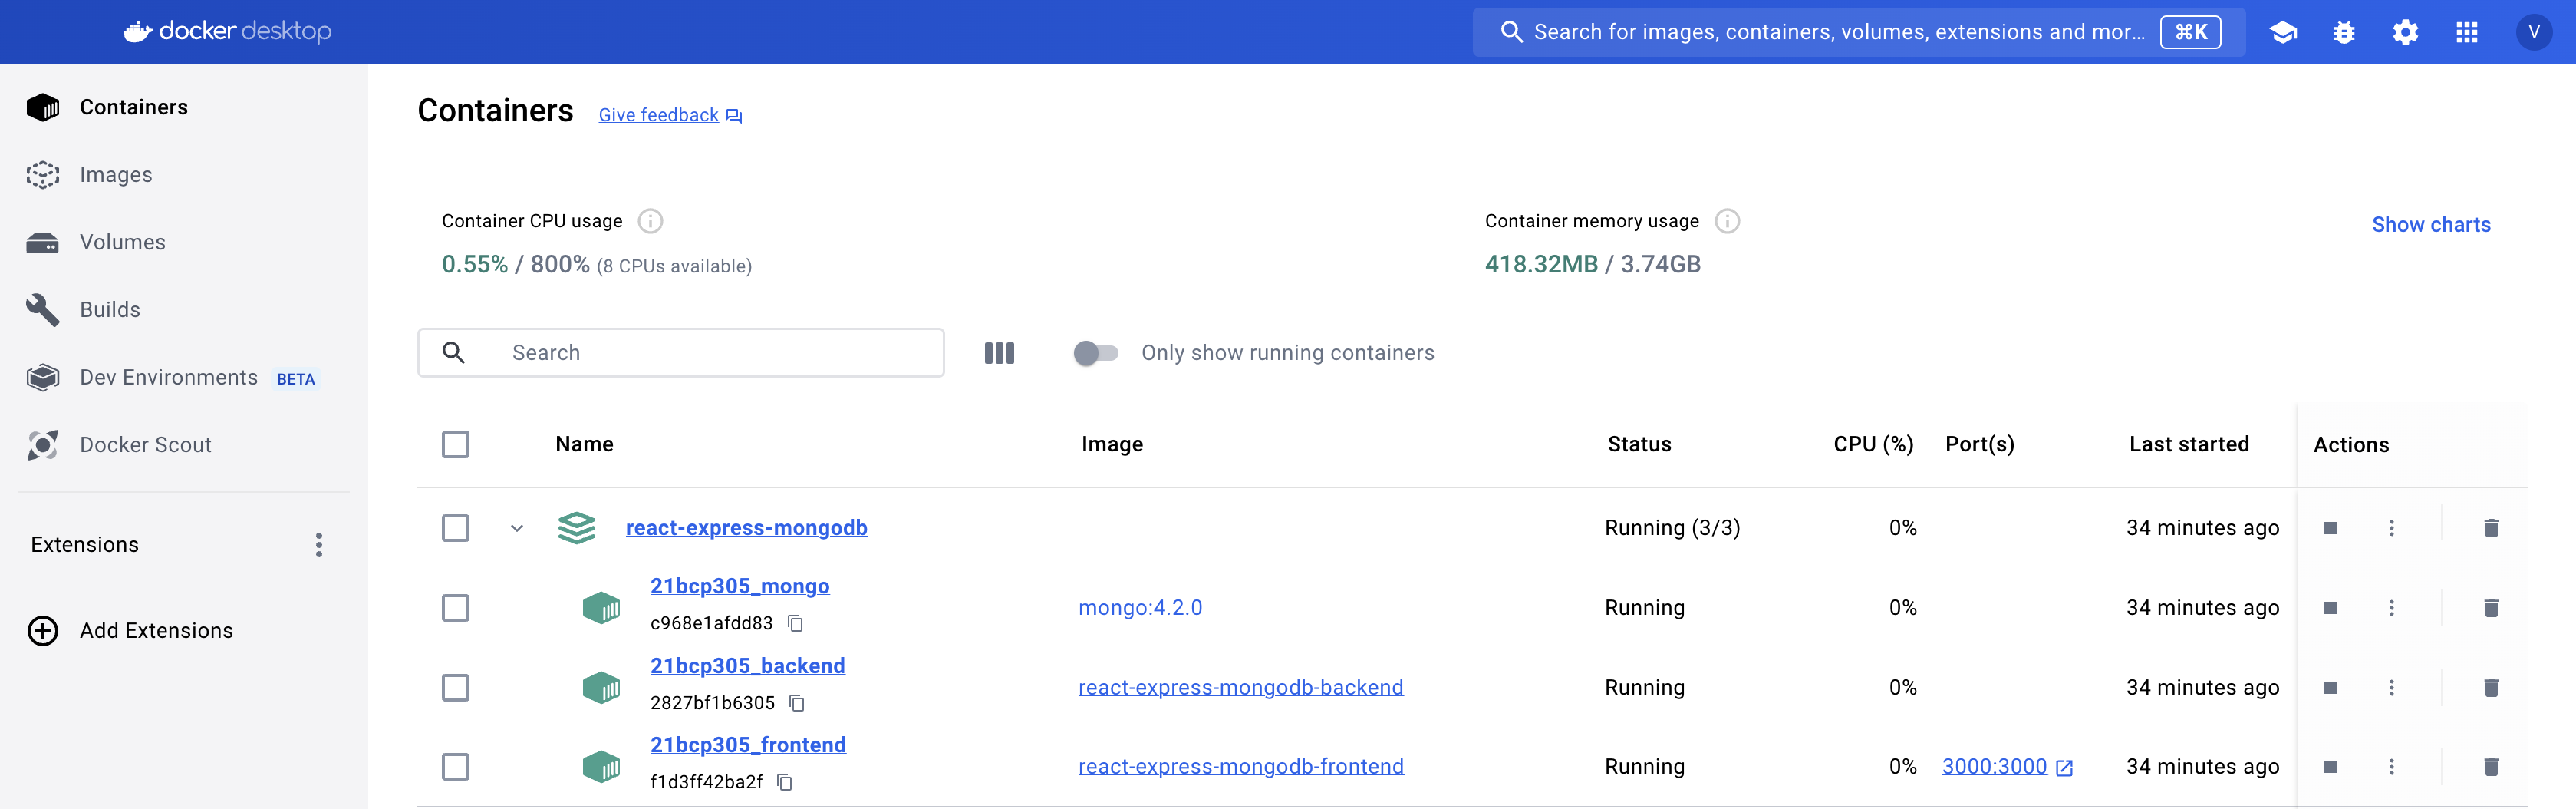 docker desktop
Search for images, containers, volumes, extensions and mor... ⌘K
V
Containers
Images
Volumes
Builds
Dev Environments BETA
Docker Scout
Extensions
Add Extensions
Containers Give feedback
Container CPU usage
0.55% / 800% (8 CPUs available)
Container memory usage
418.32MB / 3.74GB
Show charts
Search
Only show running containers
Name Image Status CPU (%) Port(s) Last started Actions
react-express-mongodb Running (3/3) 0% 34 minutes ago
21bcp305_mongo
c968e1afdd83
mongo:4.2.0 Running 0% 34 minutes ago
21bcp305_backend
2827bf1b6305
react-express-mongodb-backend Running 0% 34 minutes ago
21bcp305_frontend
f1d3ff42ba2f
react-express-mongodb-frontend Running 0% 3000:3000 34 minutes ago